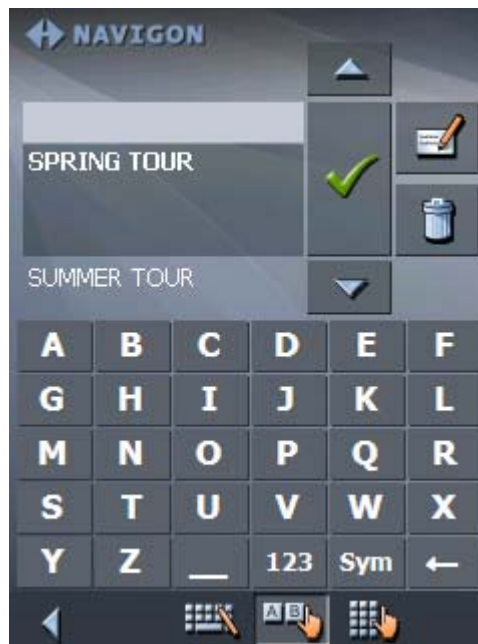 NAVIGON
SPRING TOUR
SUMMER TOUR
A B C D E F
G H I J K L
M N O P Q R
S T U V W X
Y Z _ 123 Sym ←
A B